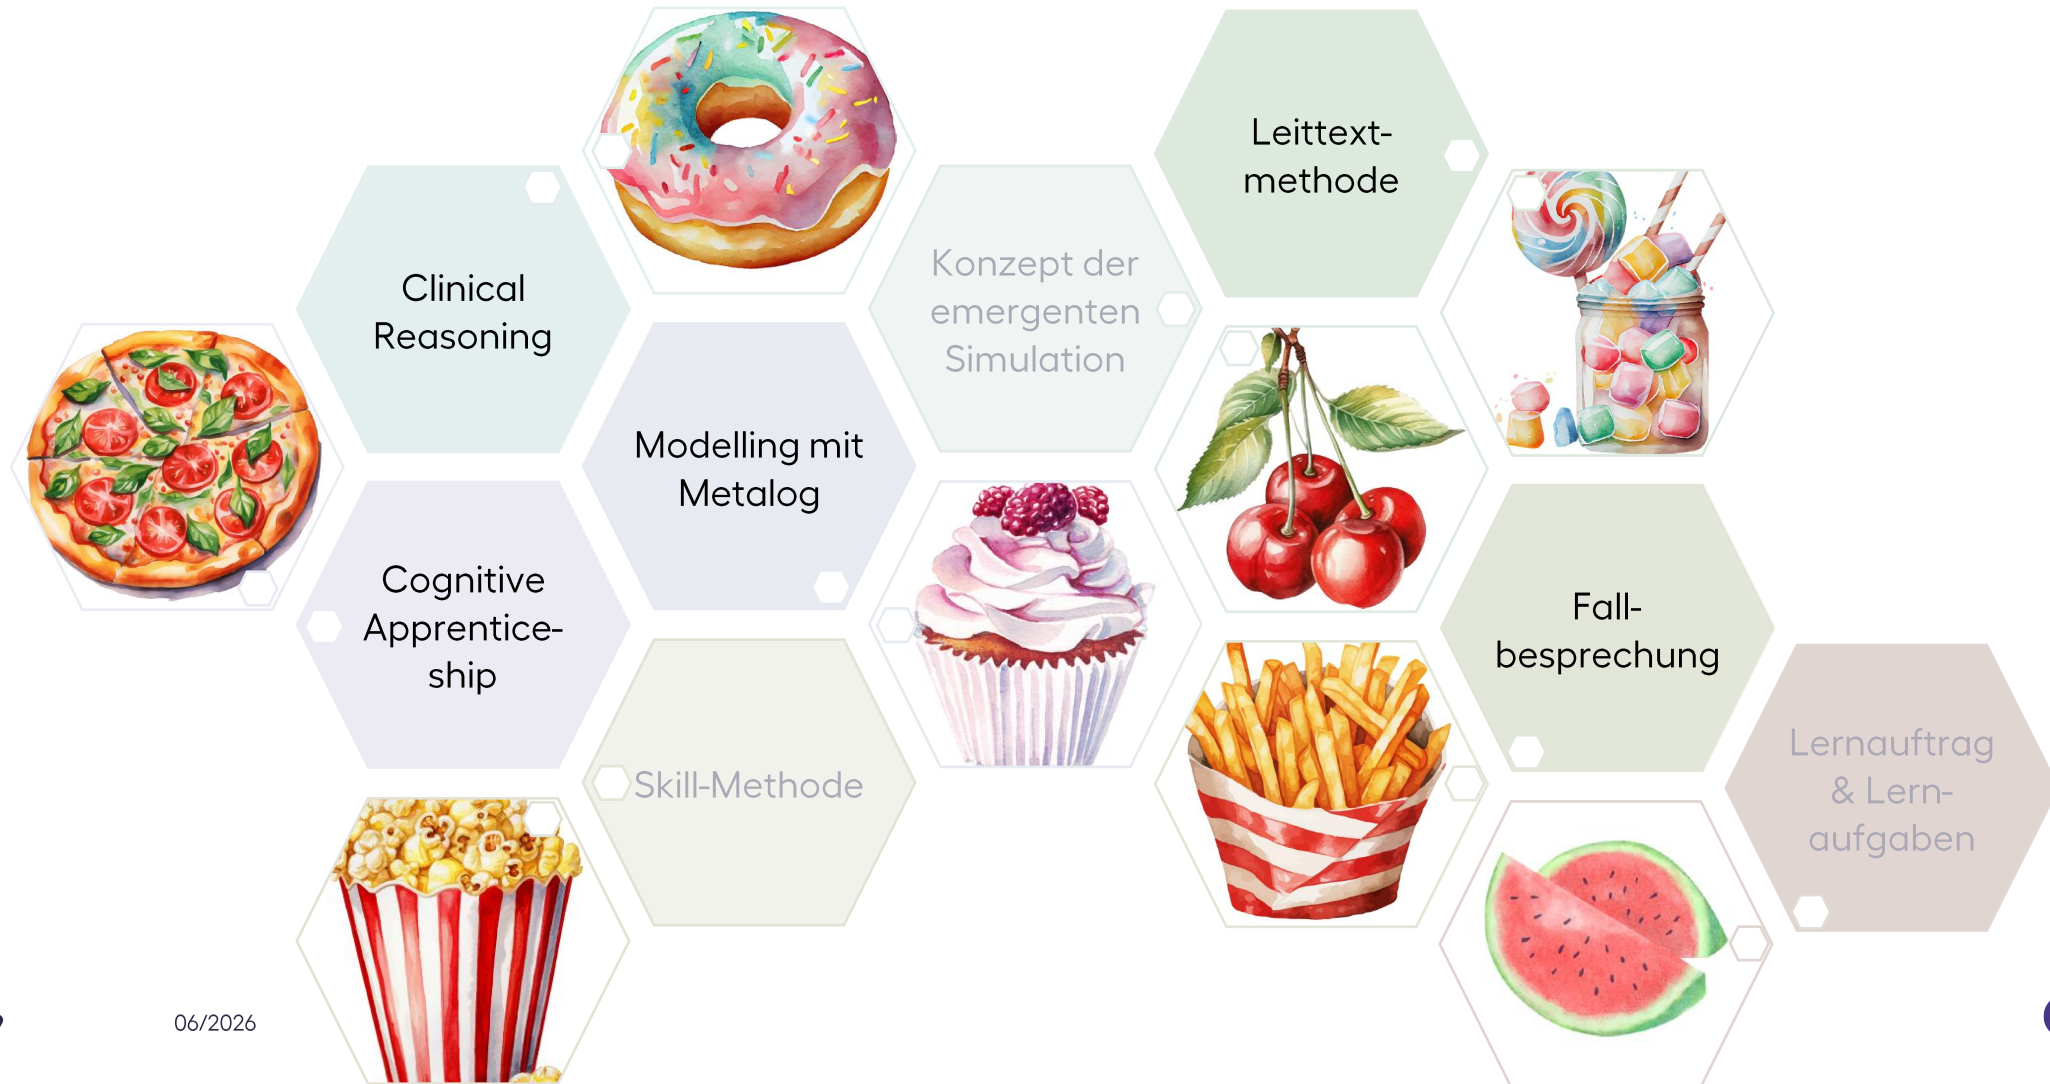 Leittext-
methode
Clinical
Reasoning
Konzept der
emergenten
Simulation
Modelling mit
Metalog
Cognitive
Apprentice-
ship
Fall-
besprechung
Skill-Methode
Lernauftrag
& Lern-
aufgaben
06/2026